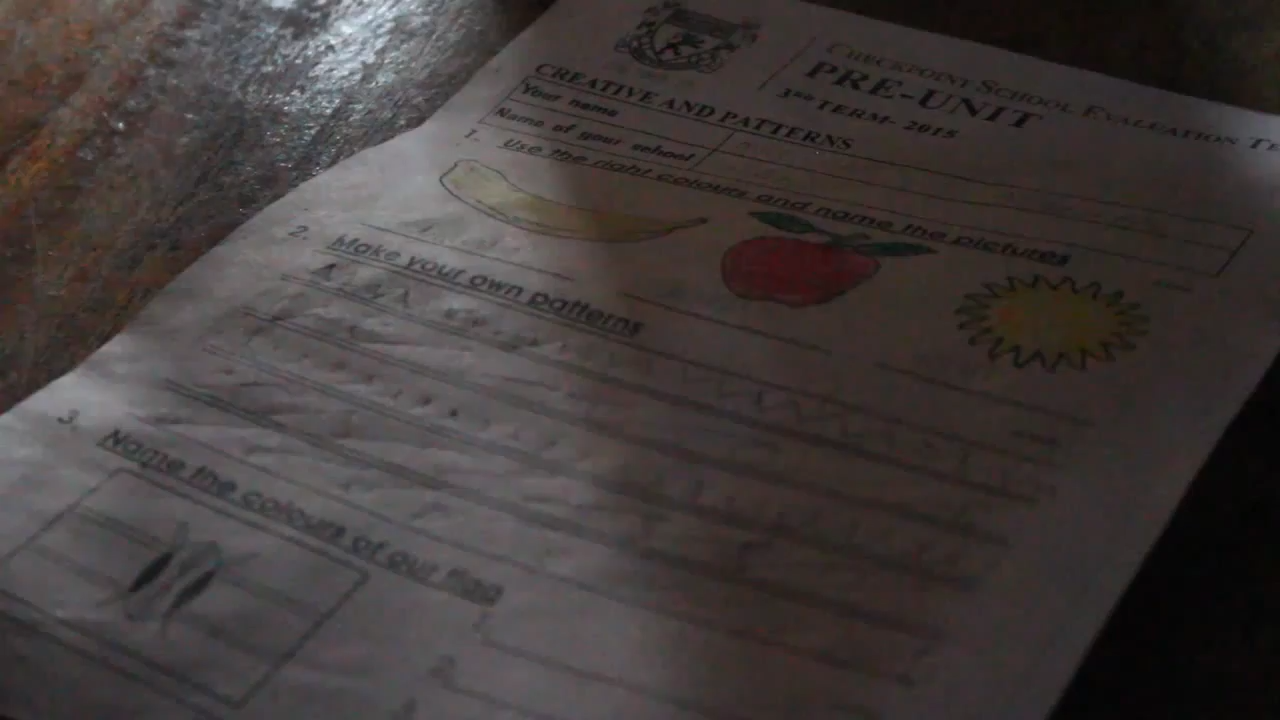 CHECKPOINT SCHOOL EVALUATION TE
PRE-UNIT
3RD TERM- 2015
CREATIVE AND PATTERNS
Your name
Name of your school
1. Use the right colours and name the pictures
2. Make your own patterns
3. Name the colours of our flag